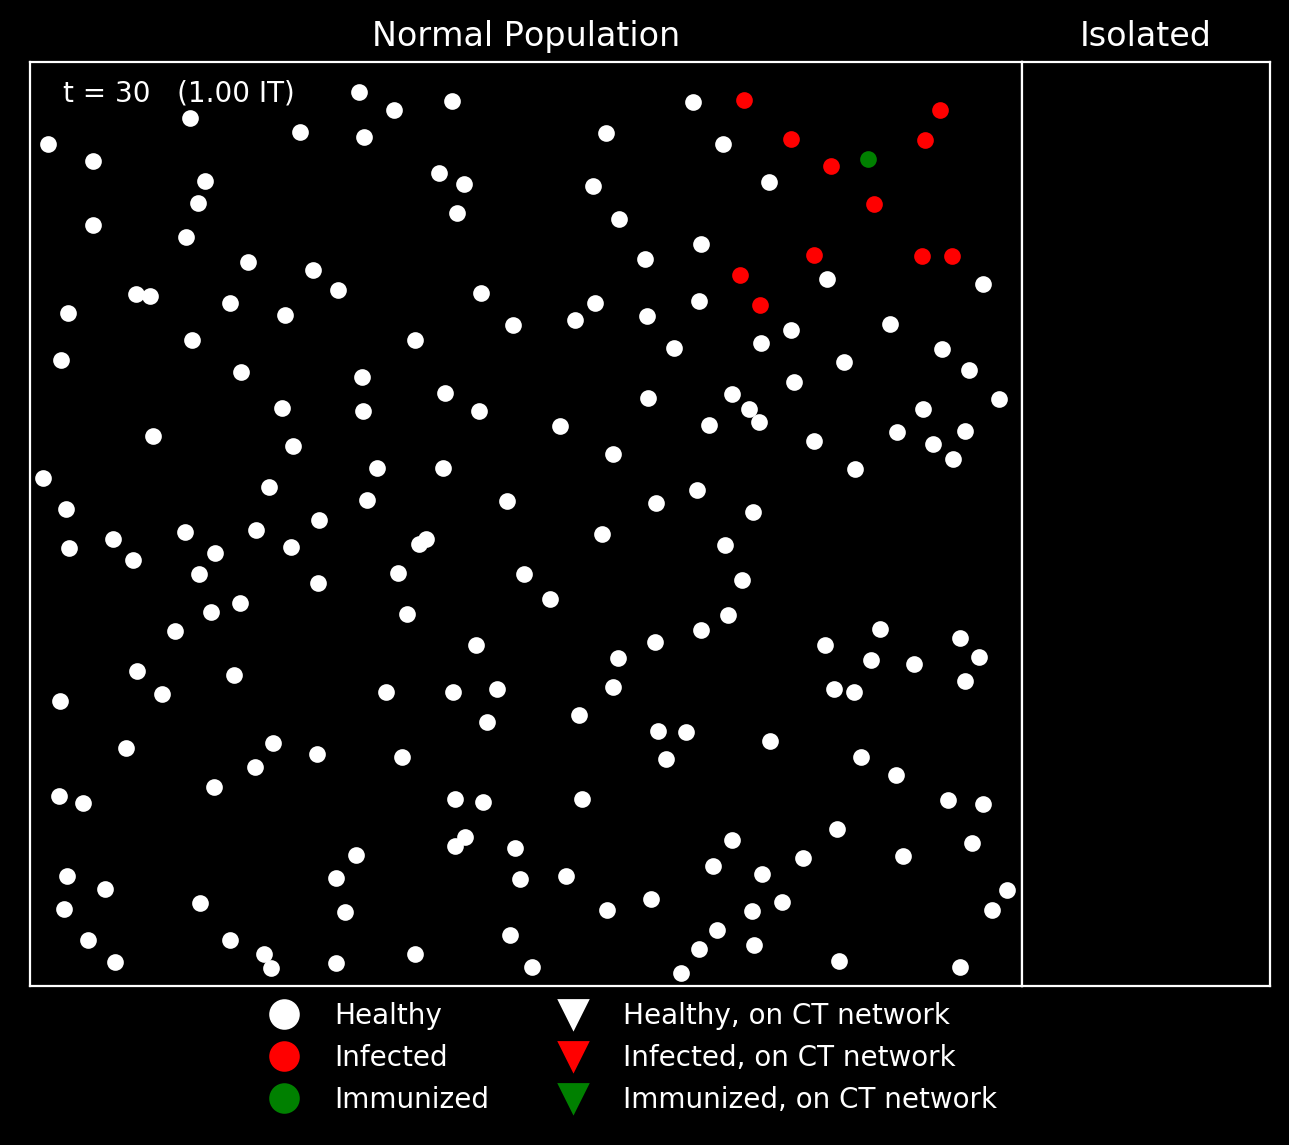 Normal Population
Isolated
t = 30 (1.00 IT)
Healthy
Infected
Immunized
Healthy, on CT network
Infected, on CT network
Immunized, on CT network